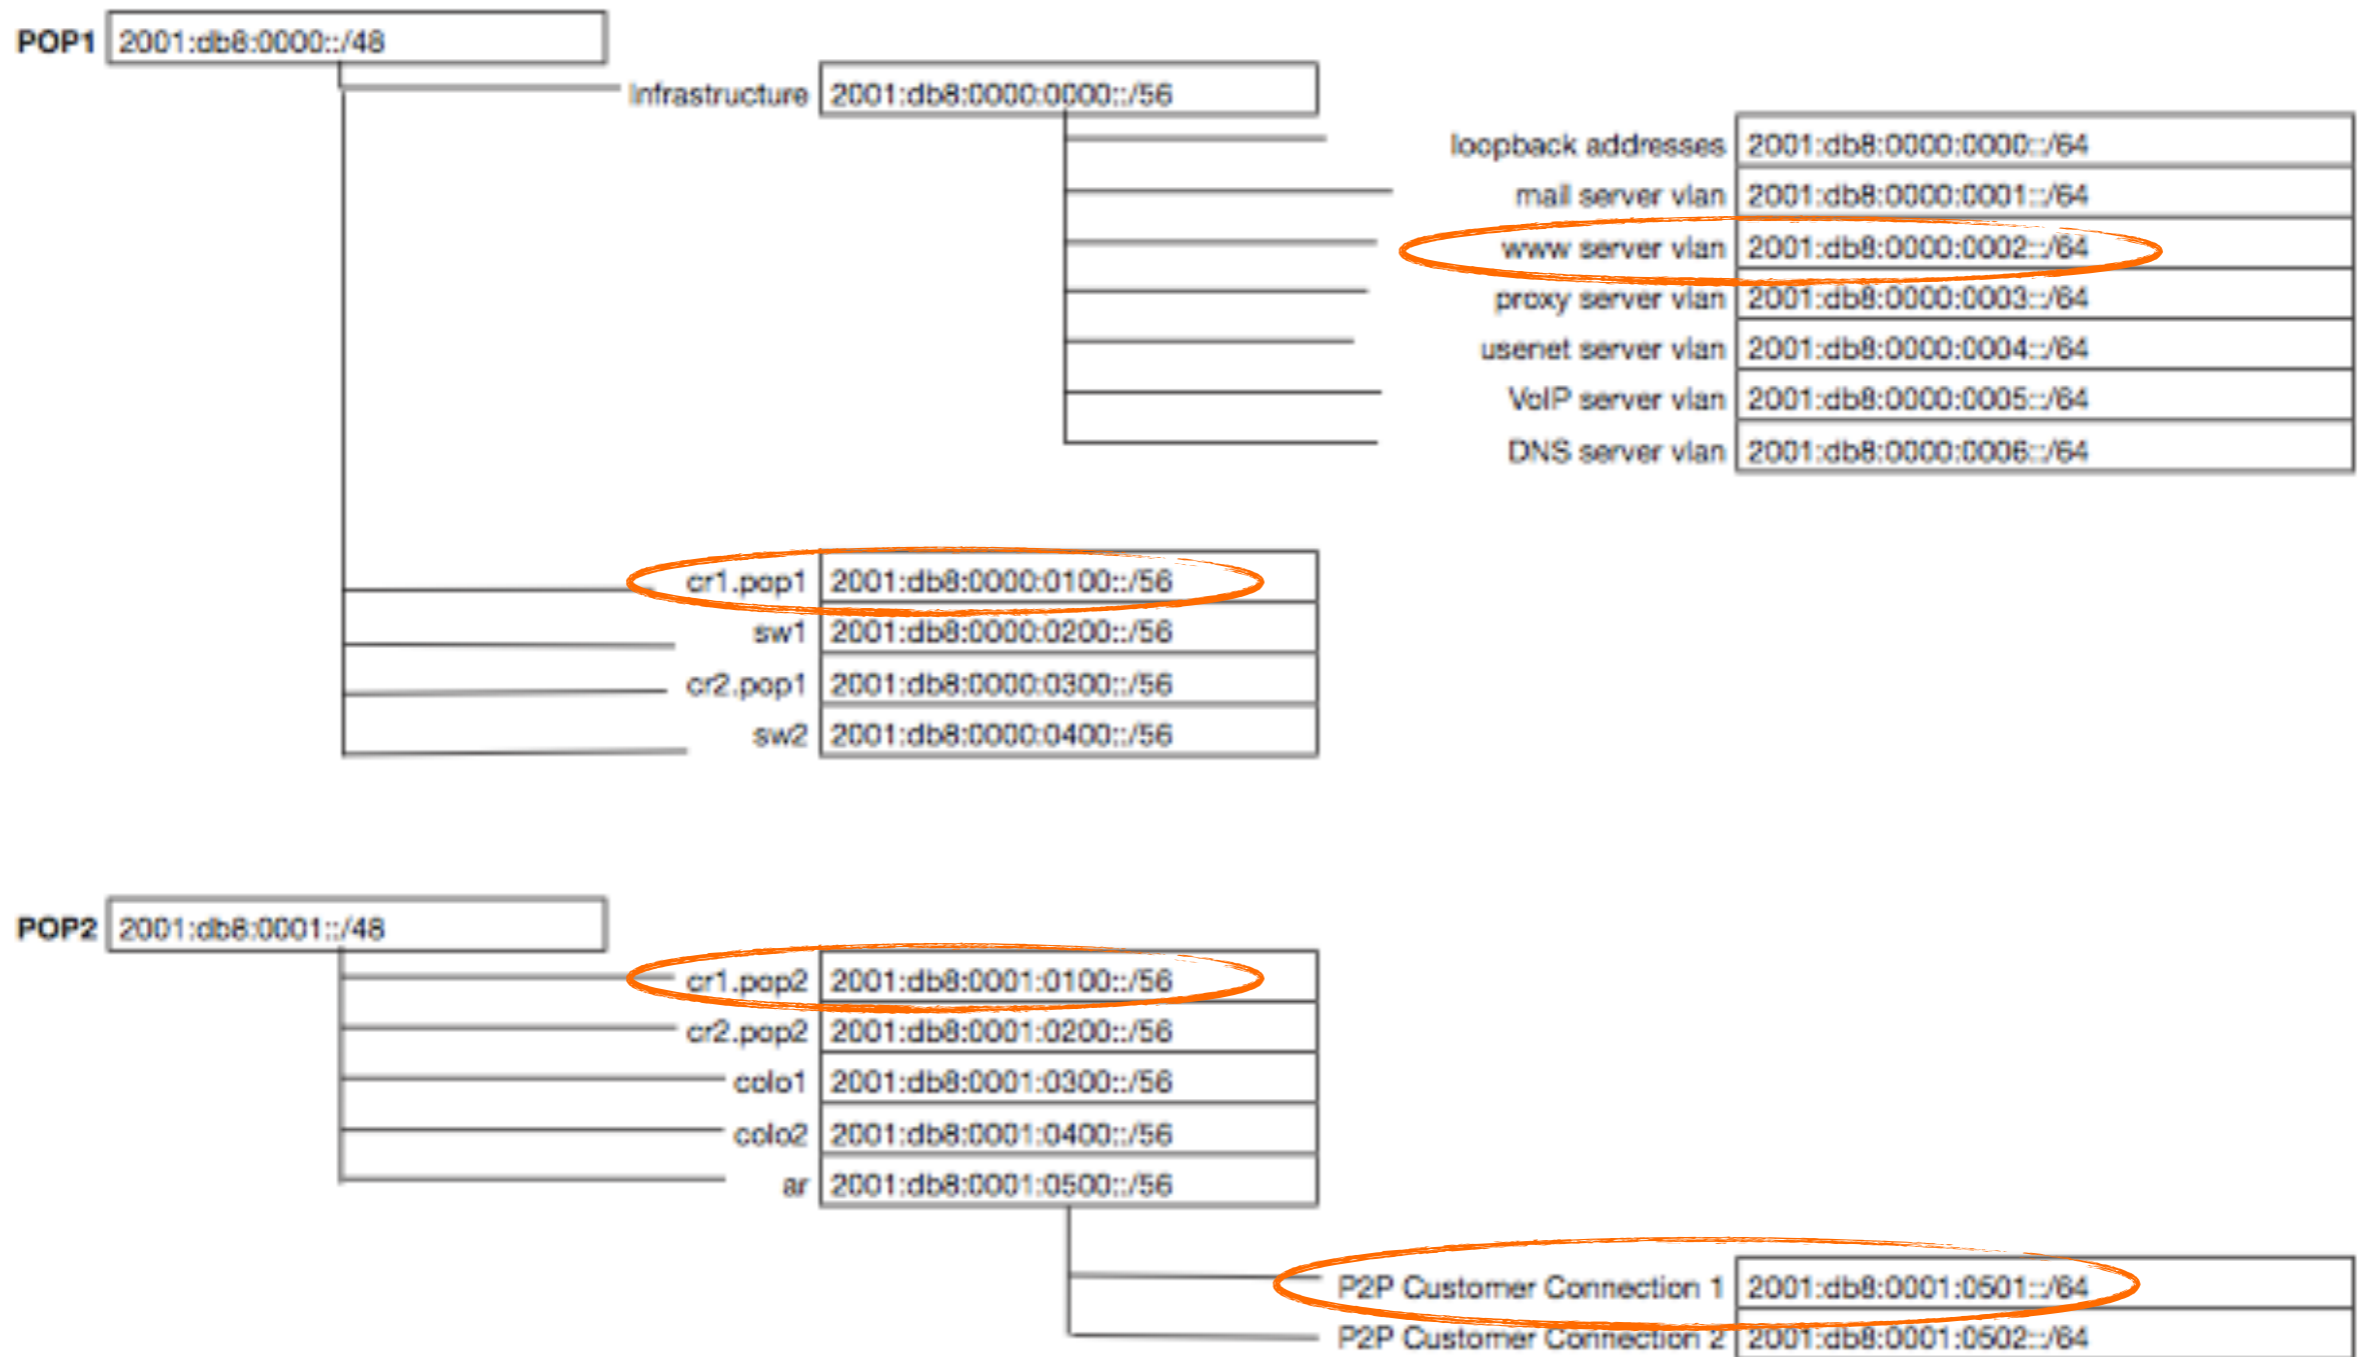 POP1 2001:db8:0000::/48
Infrastructure 2001:db8:0000:0000::/56
loopback addresses 2001:db8:0000:0000::/64
mail server vlan 2001:db8:0000:0001::/64
www server vlan 2001:db8:0000:0002::/64
proxy server vlan 2001:db8:0000:0003::/64
usenet server vlan 2001:db8:0000:0004::/64
VoIP server vlan 2001:db8:0000:0005::/64
DNS server vlan 2001:db8:0000:0006::/64
cr1.pop1 2001:db8:0000:0100::/56
sw1 2001:db8:0000:0200::/56
cr2.pop1 2001:db8:0000:0300::/56
sw2 2001:db8:0000:0400::/56
POP2 2001:db8:0001::/48
cr1.pop2 2001:db8:0001:0100::/56
cr2.pop2 2001:db8:0001:0200::/56
colo1 2001:db8:0001:0300::/56
colo2 2001:db8:0001:0400::/56
ar 2001:db8:0001:0500::/56
P2P Customer Connection 1 2001:db8:0001:0501::/64
P2P Customer Connection 2 2001:db8:0001:0502::/64